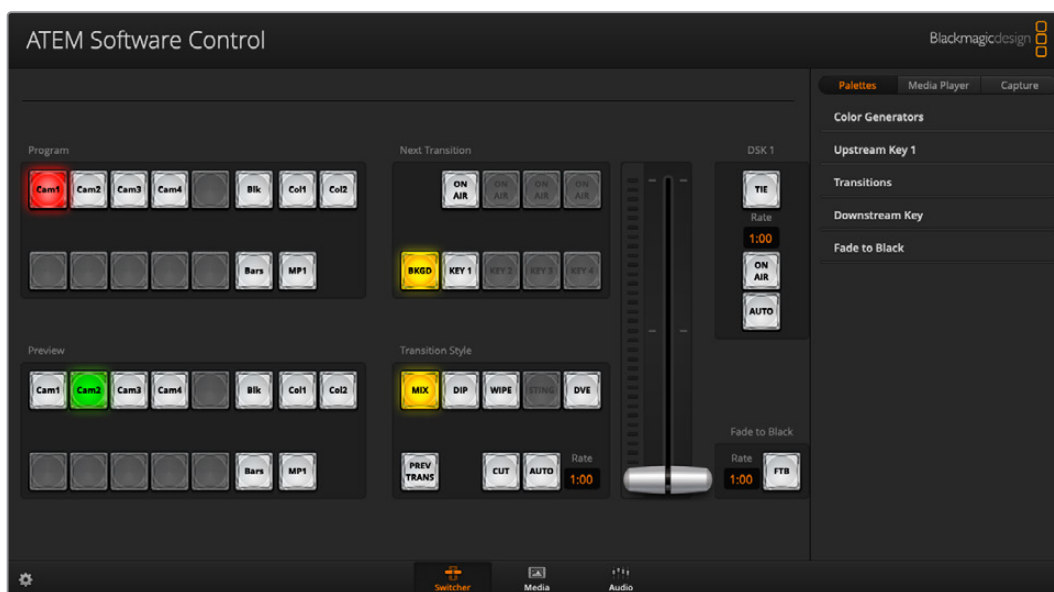 ATEM Software Control
Blackmagicdesign
Palettes Media Player Capture
Color Generators
Upstream Key 1
Transitions
Downstream Key
Fade to Black
Program
Cam1 Cam2 Cam3 Cam4 Blk Col1 Col2
Bars MP1
Next Transition
ON AIR ON AIR ON AIR ON AIR
BKGD KEY 1 KEY 2 KEY 3 KEY 4
DSK 1
TIE
Rate
1:00
ON AIR
AUTO
Preview
Cam1 Cam2 Cam3 Cam4 Blk Col1 Col2
Bars MP1
Transition Style
MIX DIP WIPE STING DVE
PREV TRANS CUT AUTO Rate 1:00
Fade to Black
Rate
1:00 FTB
Switcher Media Audio